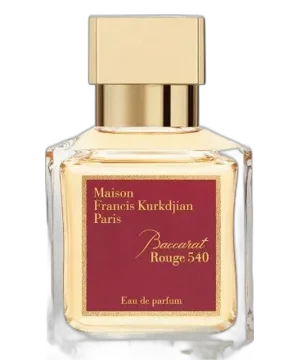 Maison
Francis Kurkdjian
Paris
Baccarat
Rouge 540
Eau de parfum